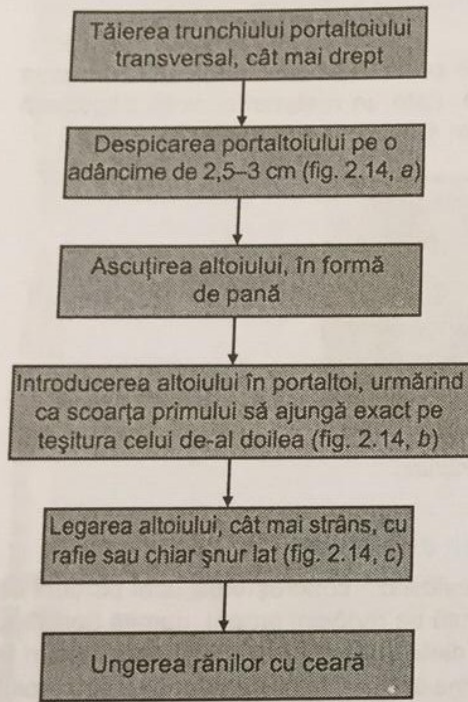 Tăierea trunchiului portaltoiului
transversal, cât mai drept
Despicarea portaltoiului pe o
adâncime de 2,5–3 cm (fig. 2.14, a)
Ascuţirea altoiului, în formă
de pană
Introducerea altoiului în portaltoi, urmărind
ca scoarţa primului să ajungă exact pe
teşitura celui de-al doilea (fig. 2.14, b)
Legarea altoiului, cât mai strâns, cu
rafie sau chiar şnur lat (fig. 2.14, c)
Ungerea rănilor cu ceară